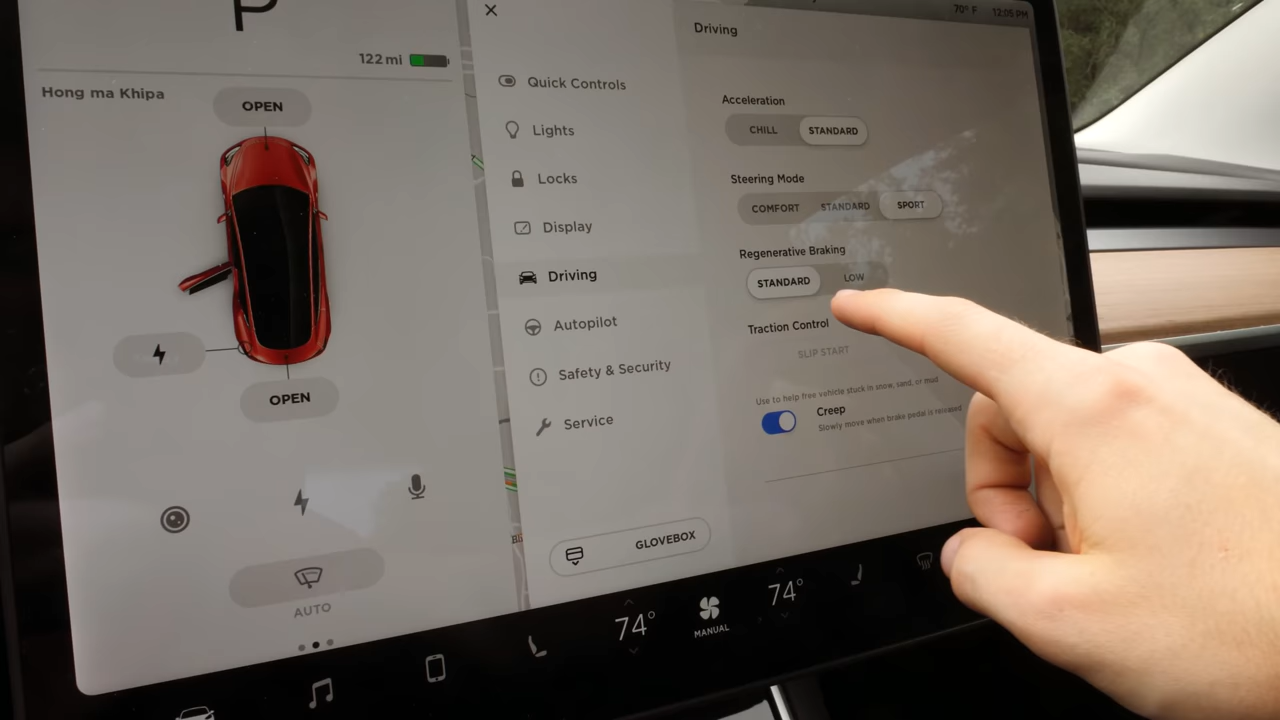 P
122 mi
Hong ma Khipa
OPEN
OPEN
AUTO
Quick Controls
Lights
Locks
Display
Driving
Autopilot
Safety & Security
Service
GLOVEBOX
70° F 12:05 PM
Driving
Acceleration
CHILL STANDARD
Steering Mode
COMFORT STANDARD SPORT
Regenerative Braking
STANDARD LOW
Traction Control
SLIP START
Use to help free vehicle stuck in snow, sand, or mud
Creep
Slowly move when brake pedal is released
74°
MANUAL
74°